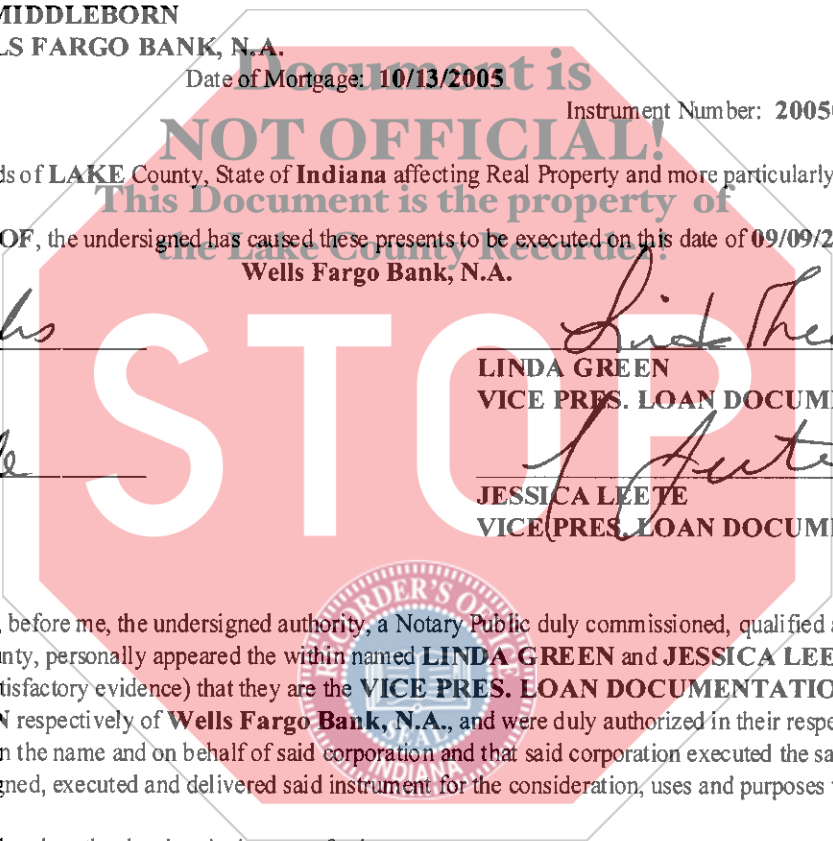 MIDDLEBORN
LS FARGO BANK, N.A.
Document is
Date of Mortgage: 10/13/2005
Instrument Number: 2005
NOT OFFICIAL!
ds of LAKE County, State of Indiana affecting Real Property and more particularly
This Document is the property of
OF, the undersigned has caused these presents to be executed on this date of 09/09/2
the Lake County Recorder!
Wells Fargo Bank, N.A.
STOP
LINDA GREEN
VICE PRES. LOAN DOCUM
JESSICA LEETE
VICE PRES. LOAN DOCUM
RECORDER'S OFFICE
, before me, the undersigned authority, a Notary Public duly commissioned, qualified a
unty, personally appeared the within named LINDA GREEN and JESSICA LEE
tisfactory evidence) that they are the VICE PRES. LOAN DOCUMENTATIO
N respectively of Wells Fargo Bank, N.A., and were duly authorized in their respe
n the name and on behalf of said corporation and that said corporation executed the sa
gned, executed and delivered said instrument for the consideration, uses and purposes
SEAL
INDIANA